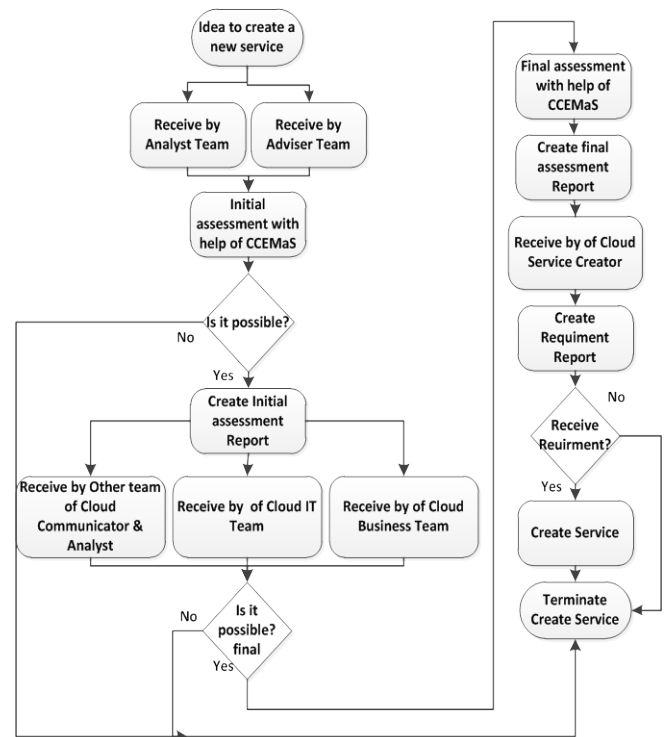 Idea to create a
new service
Receive by
Analyst Team
Receive by
Adviser Team
Initial
assessment with
help of CCEMaS
Is it possible?
No
Yes
Create Initial
assessment
Report
Receive by Other team
of Cloud
Communicator &
Analyst
Receive by  of Cloud IT
Team
Receive by of Cloud
Business Team
Is it
possible?
final
No
Yes
Final assessment
with help of
CCEMaS
Create final
assessment
Report
Receive by of Cloud
Service Creator
Create
Requiment
Report
Receive
Reuirment?
No
Yes
Create Service
Terminate
Create Service